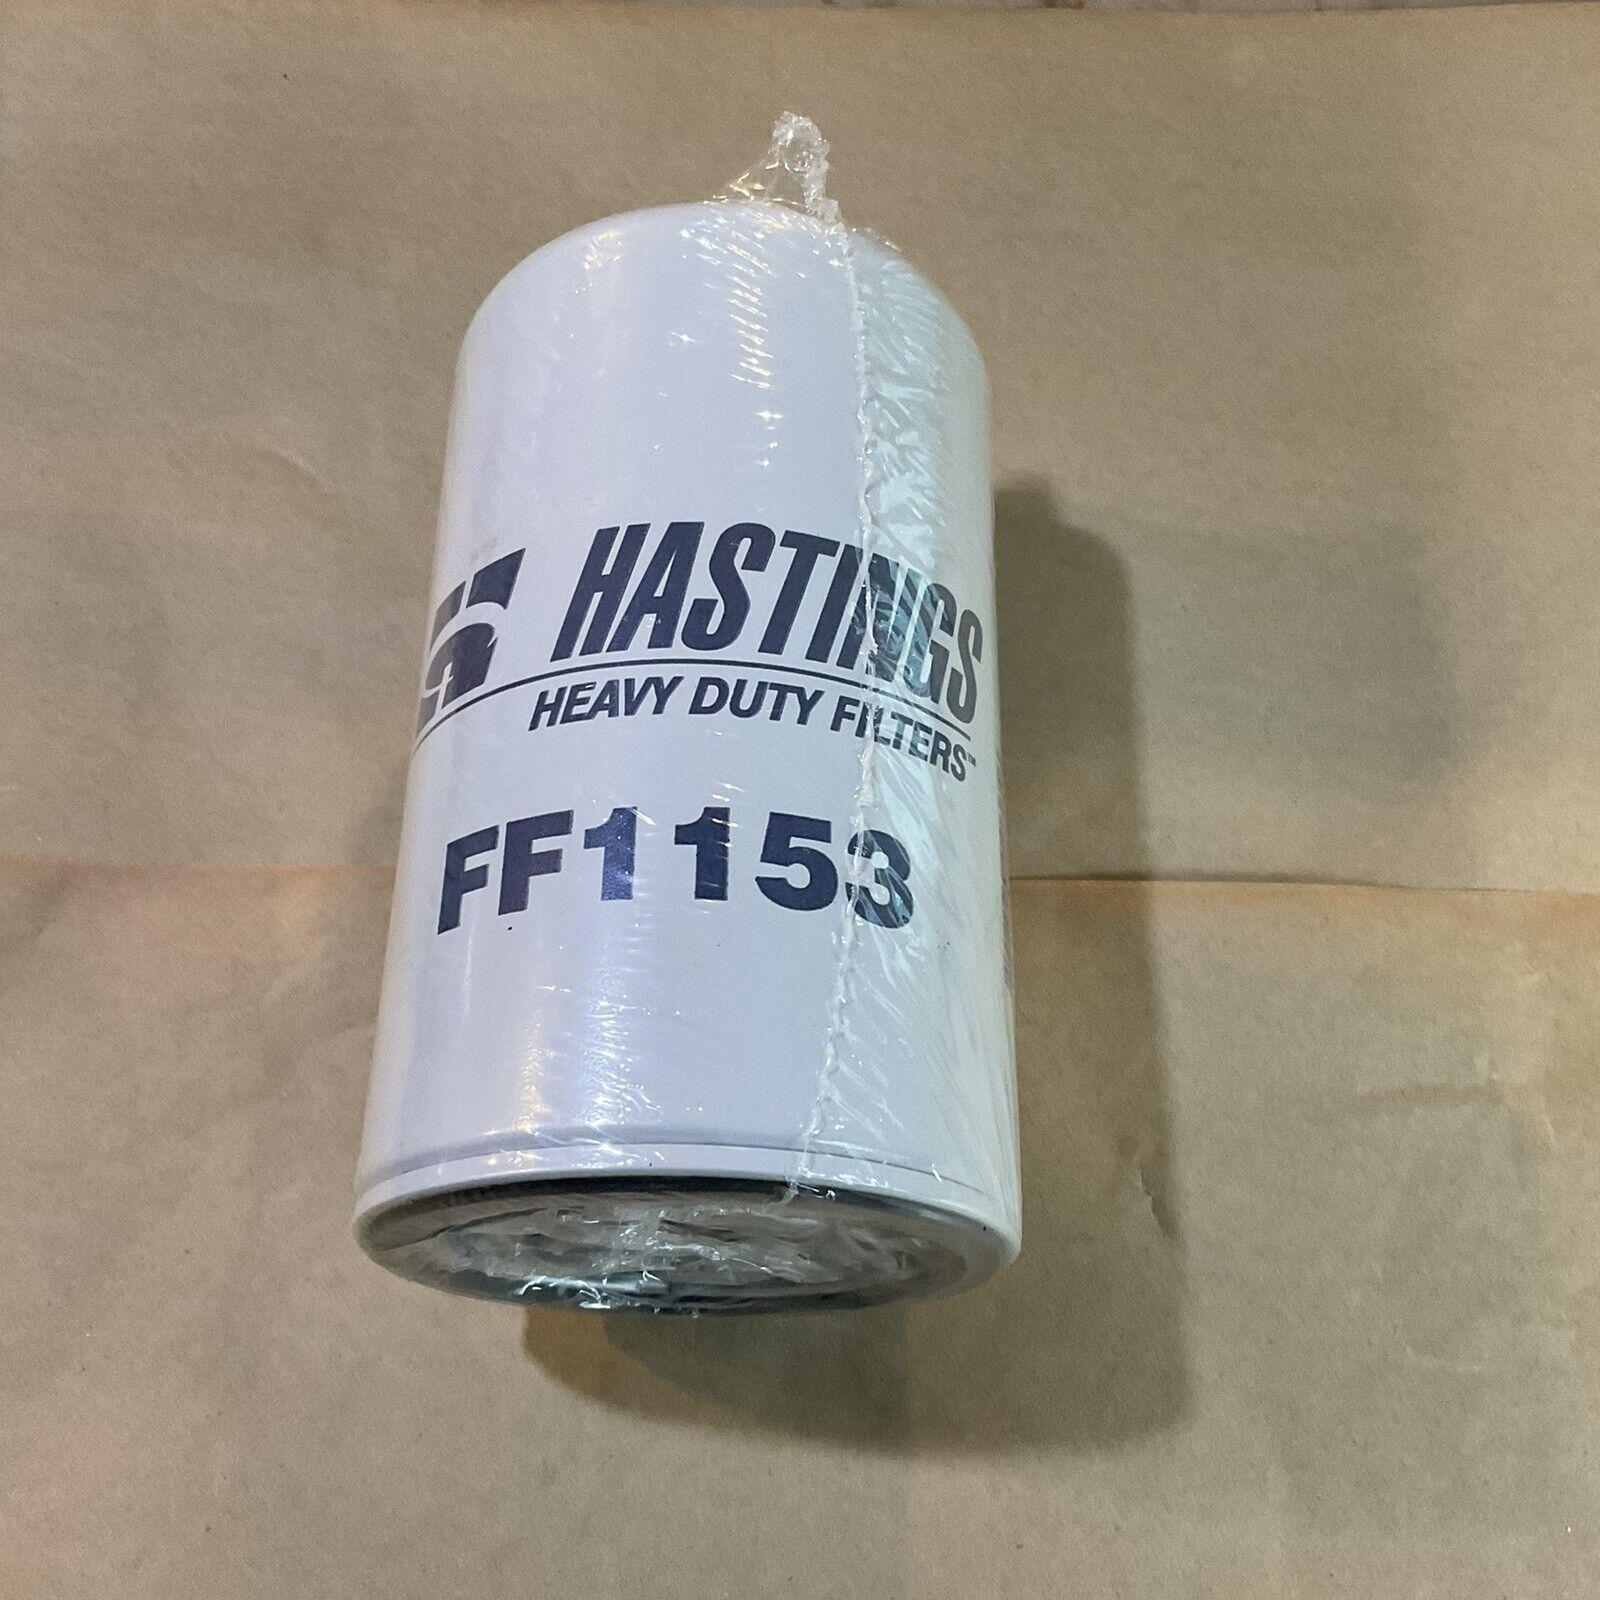 HASTINGS
HEAVY DUTY FILTERS™
FF1153